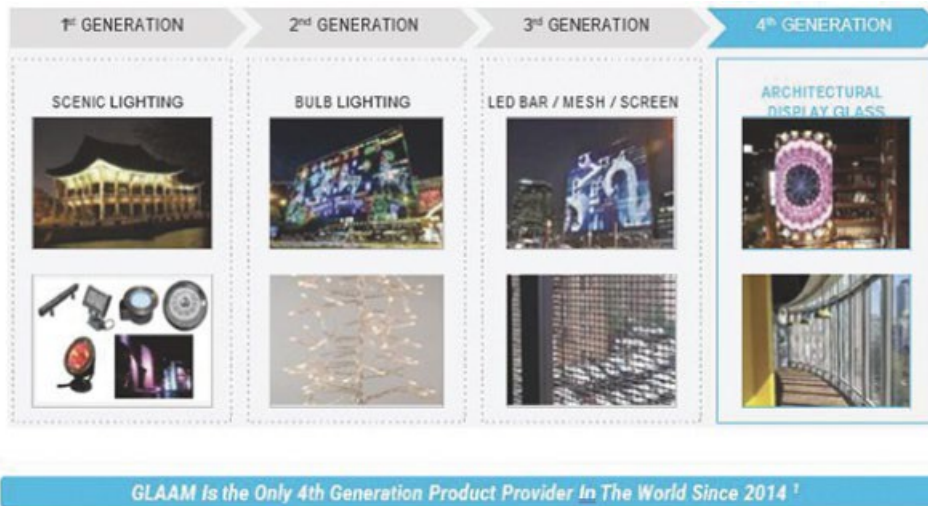 1st GENERATION
2nd GENERATION
3rd GENERATION
4th GENERATION
SCENIC LIGHTING
BULB LIGHTING
LED BAR / MESH / SCREEN
ARCHITECTURAL
DISPLAY GLASS
GLAAM Is the Only 4th Generation Product Provider In The World Since 2014 1